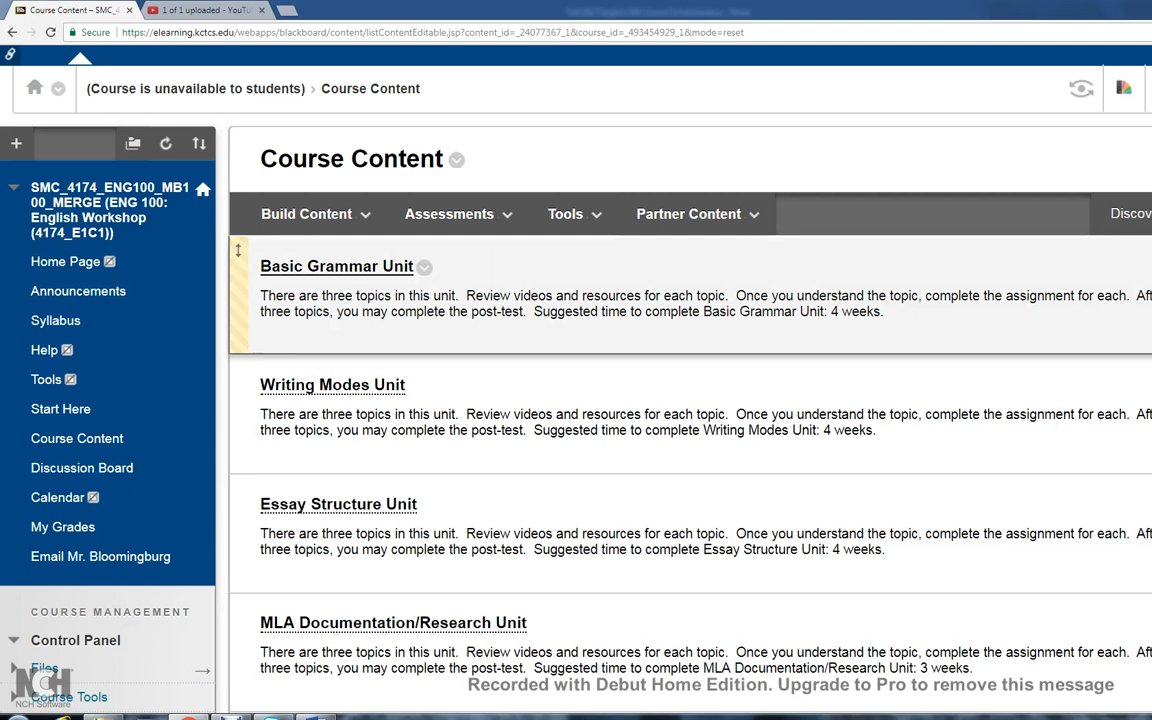 Course Content – SMC_4
1 of 1 uploaded - YouTu
Secure
https://elearning.kctcs.edu/webapps/blackboard/content/listContentEditable.jsp?content_id=_24077367_1&course_id=_493454929_1&mode=reset
(Course is unavailable to students) › Course Content
SMC_4174_ENG100_MB1
00_MERGE (ENG 100:
English Workshop
(4174_E1C1))
Home Page
Announcements
Syllabus
Help
Tools
Start Here
Course Content
Discussion Board
Calendar
My Grades
Email Mr. Bloomingburg
COURSE MANAGEMENT
Control Panel
Files
Course Tools
NCH
NCH Software
Course Content
Build Content
Assessments
Tools
Partner Content
Discov
Basic Grammar Unit
There are three topics in this unit. Review videos and resources for each topic. Once you understand the topic, complete the assignment for each. Aft
three topics, you may complete the post-test. Suggested time to complete Basic Grammar Unit: 4 weeks.
Writing Modes Unit
There are three topics in this unit. Review videos and resources for each topic. Once you understand the topic, complete the assignment for each. Aft
three topics, you may complete the post-test. Suggested time to complete Writing Modes Unit: 4 weeks.
Essay Structure Unit
There are three topics in this unit. Review videos and resources for each topic. Once you understand the topic, complete the assignment for each. Aft
three topics, you may complete the post-test. Suggested time to complete Essay Structure Unit: 4 weeks.
MLA Documentation/Research Unit
There are three topics in this unit. Review videos and resources for each topic. Once you understand the topic, complete the assignment for each. Aft
three topics, you may complete the post-test. Suggested time to complete MLA Documentation/Research Unit: 3 weeks.
Recorded with Debut Home Edition. Upgrade to Pro to remove this message